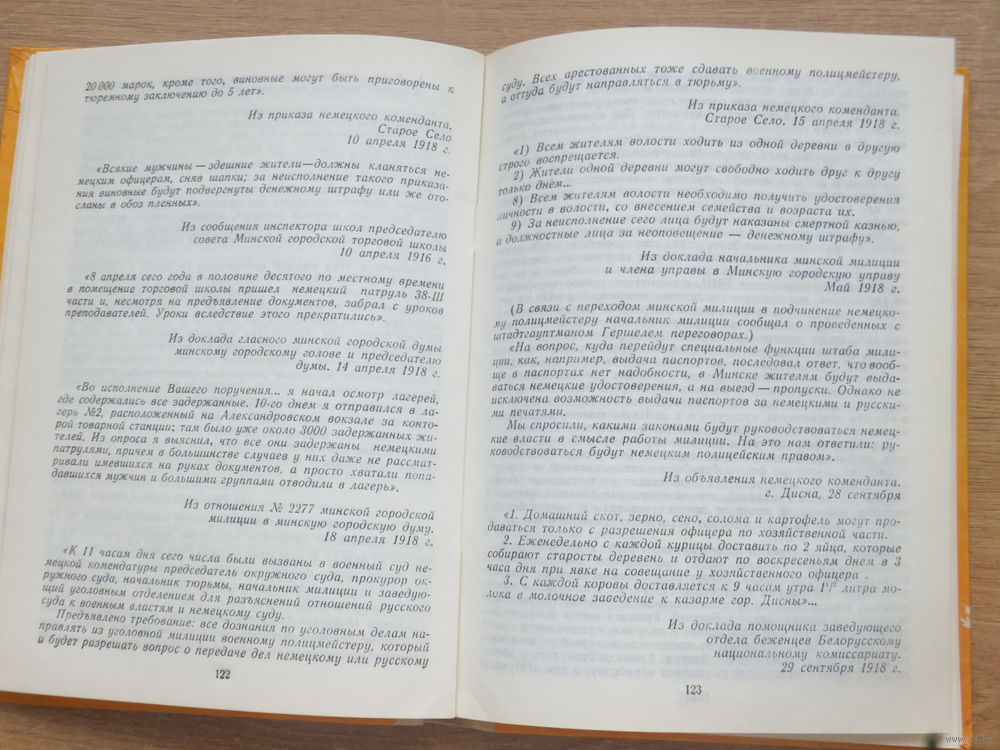 20 000 марок, кроме того, виновные могут быть приговорены к
тюремному заключению до 5 лет».
Из приказа немецкого коменданта.
Старое Село
10 апреля 1918 г.
«Всякие мужчины — здешние жители — должны кланяться не-
мецким офицерам, сняв шапки; за неисполнение такого приказа-
ния виновные будут подвергнуты денежному штрафу или же ото-
сланы в обоз пленных».
Из сообщения инспектора школ председателю
совета Минской городской торговой школы
10 апреля 1916 г.
«8 апреля сего года в половине десятого по местному времени
в помещение торговой школы пришел немецкий патруль 38-Ш
части и, несмотря на предъявление документов, забрал с уроков
преподавателей. Уроки вследствие этого прекратились».
Из доклада гласного минской городской думы
минскому городскому голове и председателю
думы. 14 апреля 1918 г.
«Во исполнение Вашего поручения... я начал осмотр лагерей,
где содержались все задержанные. 10-го днем я отправился в ла-
герь №2, расположенный на Александровском вокзале за конто-
рой товарной станции; там было уже около 3000 задержанных жи-
телей. Из опроса я выяснил, что все они задержаны немецкими
патрулями, причем в большинстве случаев у них даже не рассмат-
ривали имевшихся на руках документов, а просто хватали попа-
давшихся мужчин и большими группами отводили в лагерь».
Из отношения № 2277 минской городской
милиции в минскую городскую думу.
18 апреля 1918 г.
«К 11 часам дня сего числа были вызваны в военный суд не-
мецкой комендатуры председатель окружного суда, прокурор ок-
ружного суда, начальник тюрьмы, начальник милиции и заведую-
щий уголовным отделением для разъяснений отношений русского
суда к военным властям и немецкому суду.
Предъявлено требование: все дознания по уголовным делам на-
правлять из уголовной милиции военному полицмейстеру, который
и будет разрешать вопрос о передаче дел немецкому или русскому
122
суду. Всех арестованных тоже сдавать военному полицмейстеру,
а оттуда будут направляться в тюрьму».
Из приказа немецкого коменданта.
Старое Село. 15 апреля 1918 г.
«1) Всем жителям волости ходить из одной деревни в другую
строго воспрещается.
2) Жители одной деревни могут свободно ходить друг к другу
только днем...
8) Всем жителям волости необходимо получить удостоверения
личности в волости, со внесением семейства и возраста их.
9) За неисполнение сего лица будут наказаны смертной казнью,
а должностные лица за неоповещение — денежному штрафу».
Из доклада начальника минской милиции
и члена управы в Минскую городскую управу
Май 1918 г.
(В связи с переходом минской милиции в подчинение немецко-
му полицмейстеру начальник милиции сообщал о проведенных с
штадтгауптманом Гершелем переговорах.)
«На вопрос, куда перейдут специальные функции штаба мили-
ции, как, например, выдача паспортов, последовал ответ, что вооб-
ще в паспортах нет надобности, в Минске жителям будут выда-
ваться немецкие удостоверения, а на выезд — пропуски. Однако не
исключена возможность выдачи паспортов за немецкими и русски-
ми печатями.
Мы спросили, какими законами будут руководствоваться немец-
кие власти в смысле работы милиции. На это нам ответили: ру-
ководствоваться будут немецким полицейским правом».
Из объявления немецкого коменданта.
г. Дисна, 28 сентября
«1. Домашний скот, зерно, сено, солома и картофель могут про-
даваться только с разрешения офицера по хозяйственной части.
2. Еженедельно с каждой курицы доставить по 2 яйца, которые
собирают старосты деревень и отдают по воскресеньям днем в 3
часа дня при явке на совещание у хозяйственного офицера .
3. С каждой коровы доставляется к 9 часам утра литра мо-
лока в молочное заведение к казарме гор. Дисны»...
Из доклада помощника заведующего
отдела беженцев Белорусскому
национальному комиссариату.
29 сентября 1918 г.
123